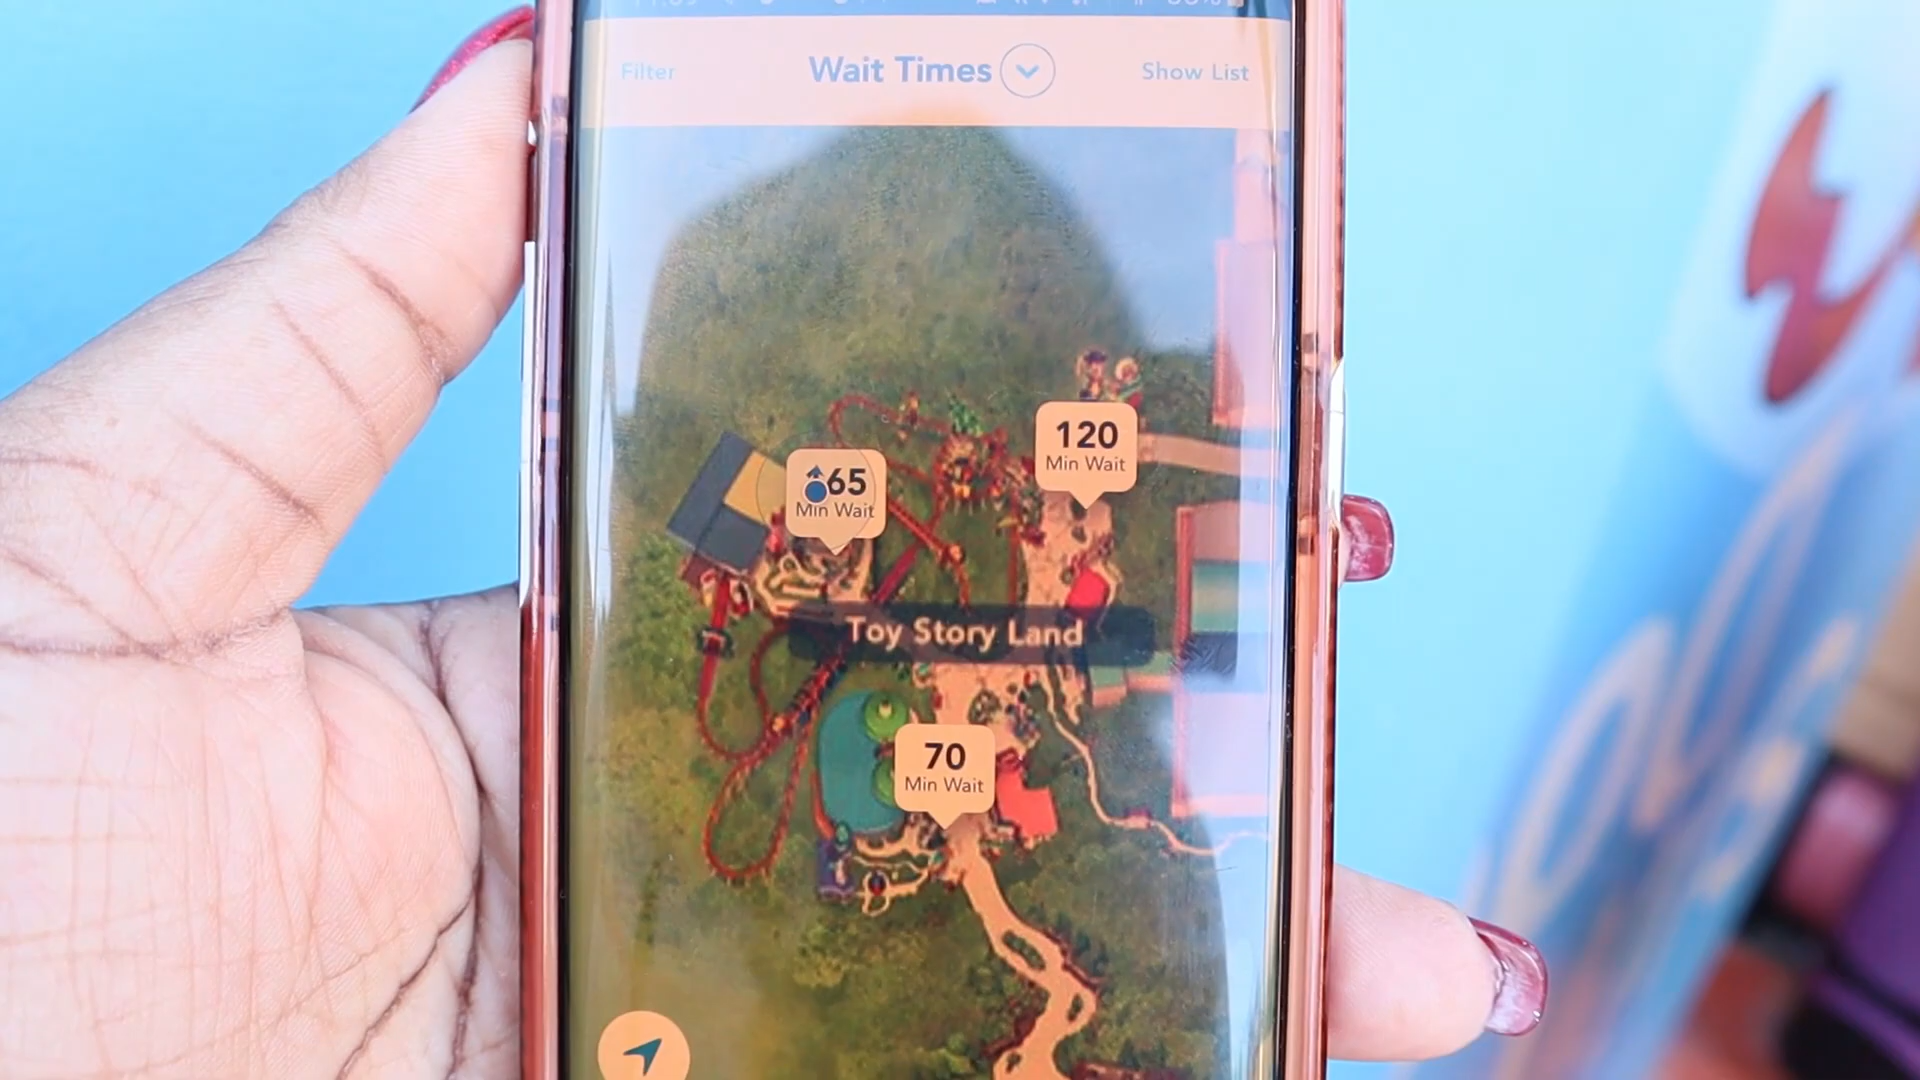 Filter
Wait Times
Show List
120
Min Wait
65
Min Wait
Toy Story Land
70
Min Wait